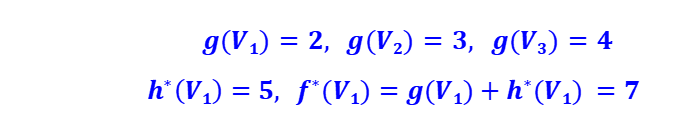 g(V₁) = 2, g(V₂) = 3, g(V₃) = 4
h*(V₁) = 5, f*(V₁) = g(V₁) + h*(V₁) = 7